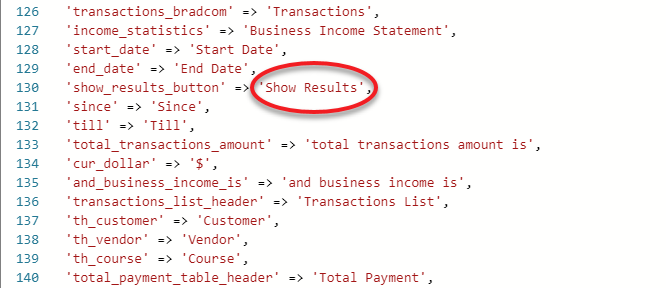 126 'transactions_bradcom' => 'Transactions',
127 'income_statistics' => 'Business Income Statement',
128 'start_date' => 'Start Date',
129 'end_date' => 'End Date',
130 'show_results_button' => 'Show Results',
131 'since' => 'Since',
132 'till' => 'Till',
133 'total_transactions_amount' => 'total transactions amount is',
134 'cur_dollar' => '$',
135 'and_business_income_is' => 'and business income is',
136 'transactions_list_header' => 'Transactions List',
137 'th_customer' => 'Customer',
138 'th_vendor' => 'Vendor',
139 'th_course' => 'Course',
140 'total_payment_table_header' => 'Total Payment',